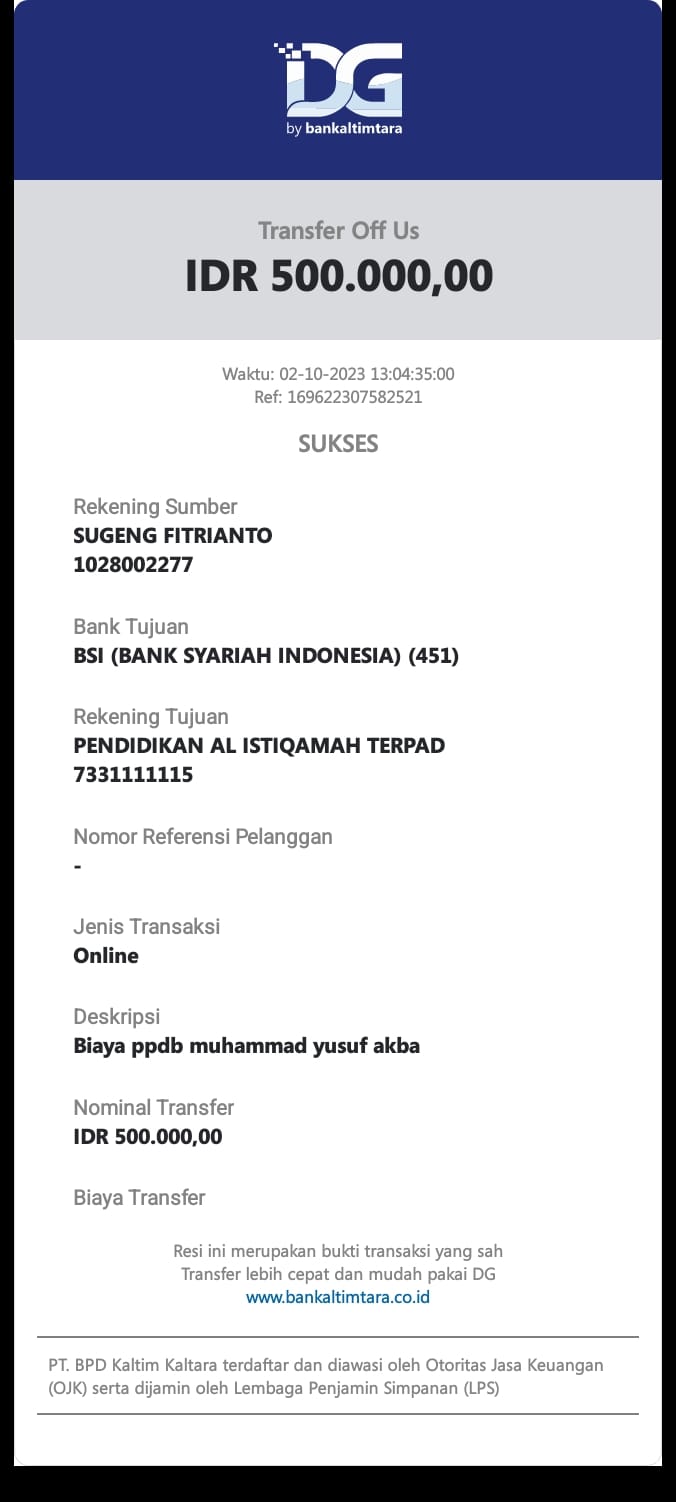 DG
by bankaltimtara
Transfer Off Us
IDR 500.000,00
Waktu: 02-10-2023 13:04:35:00
Ref: 169622307582521
SUKSES
Rekening Sumber
SUGENG FITRIANTO
1028002277
Bank Tujuan
BSI (BANK SYARIAH INDONESIA) (451)
Rekening Tujuan
PENDIDIKAN AL ISTIQAMAH TERPAD
7331111115
Nomor Referensi Pelanggan
-
Jenis Transaksi
Online
Deskripsi
Biaya ppdb muhammad yusuf akba
Nominal Transfer
IDR 500.000,00
Biaya Transfer
Resi ini merupakan bukti transaksi yang sah
Transfer lebih cepat dan mudah pakai DG
www.bankaltimtara.co.id
PT. BPD Kaltim Kaltara terdaftar dan diawasi oleh Otoritas Jasa Keuangan
(OJK) serta dijamin oleh Lembaga Penjamin Simpanan (LPS)